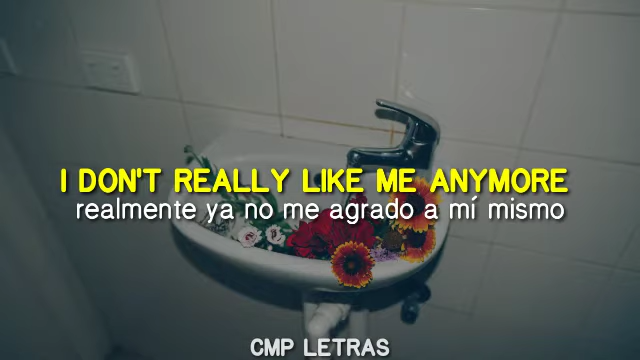 I DON'T REALLY LIKE ME ANYMORE
realmente ya no me agrado a mí mismo
CMP LETRAS